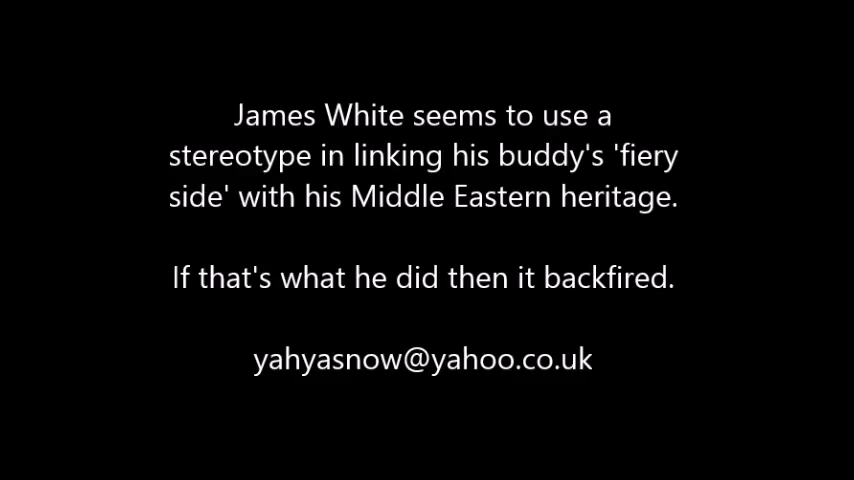 James White seems to use a
stereotype in linking his buddy's 'fiery
side' with his Middle Eastern heritage.
If that's what he did then it backfired.
yahyasnow@yahoo.co.uk